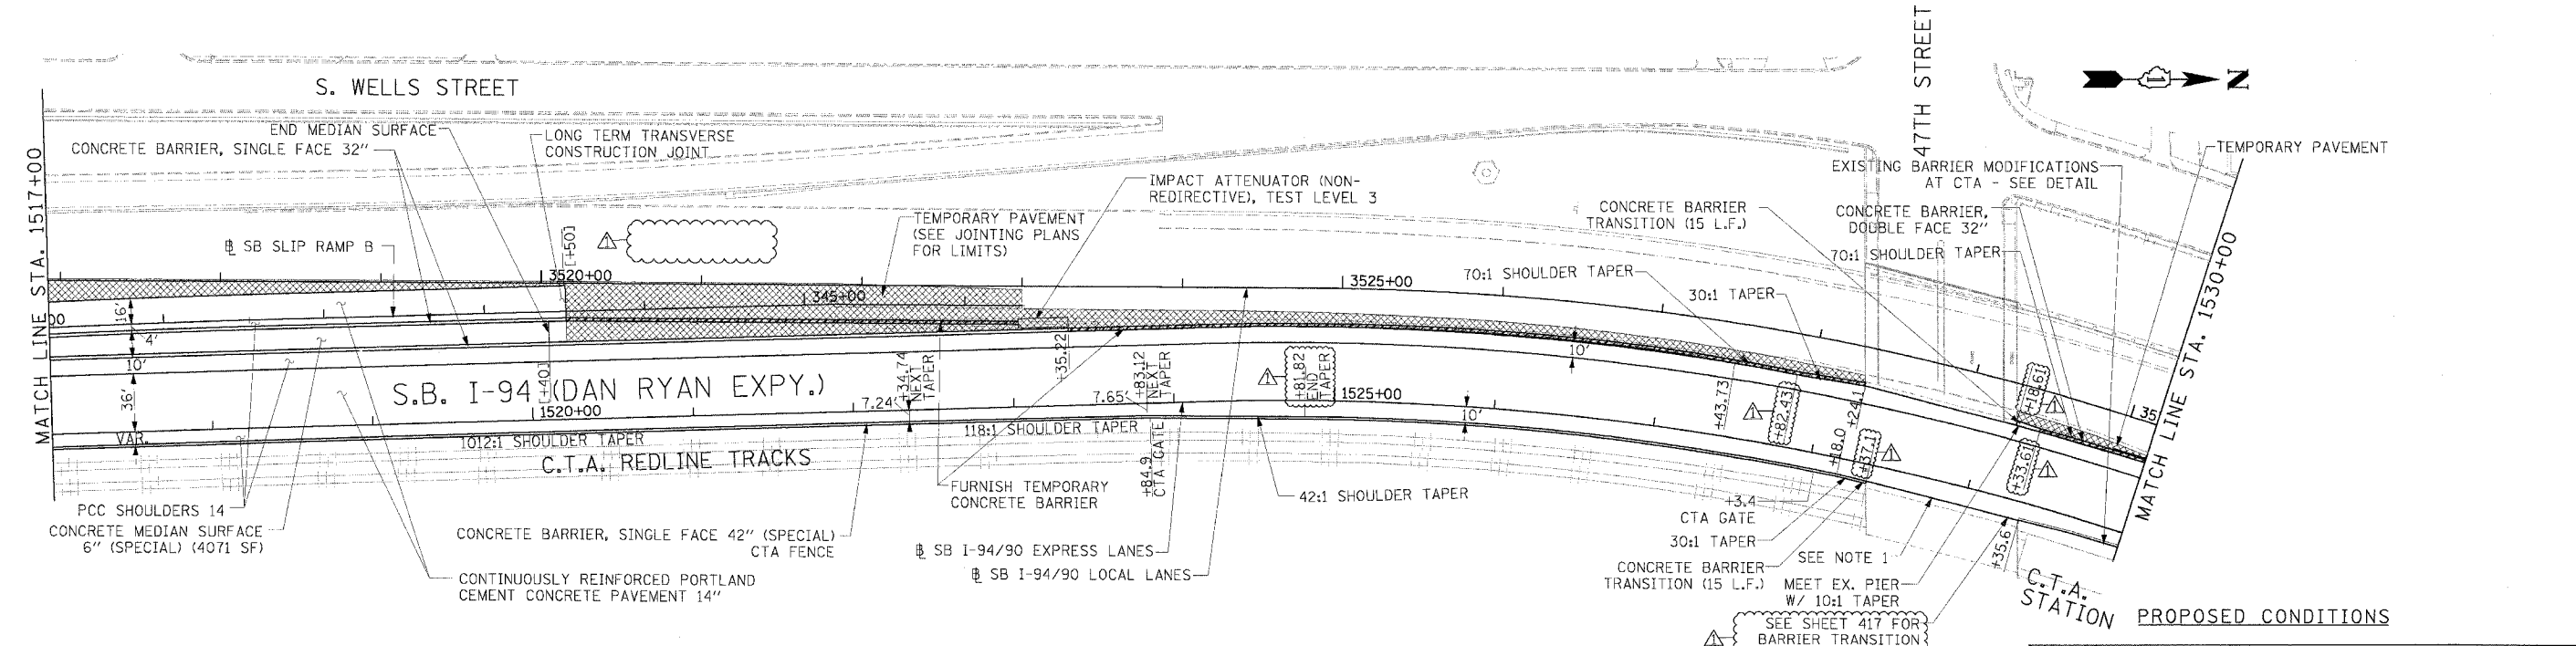 S. WELLS STREET
47TH STREET
N
MATCH LINE STA. 1517+00
END MEDIAN SURFACE
CONCRETE BARRIER, SINGLE FACE 32"
LONG TERM TRANSVERSE
CONSTRUCTION JOINT
IMPACT ATTENUATOR (NON-
REDIRECTIVE), TEST LEVEL 3
TEMPORARY PAVEMENT
EXISTING BARRIER MODIFICATIONS
AT CTA - SEE DETAIL
CONCRETE BARRIER
TRANSITION (15 L.F.)
CONCRETE BARRIER,
DOUBLE FACE 32"
70:1 SHOULDER TAPER
TEMPORARY PAVEMENT
(SEE JOINTING PLANS
FOR LIMITS)
℄ SB SLIP RAMP B
[+50]
1
3520+00
345+00
3525+00
70:1 SHOULDER TAPER
30:1 TAPER
MATCH LINE STA. 1530+00
35
00
16'
4'
10'
36'
VAR.
[+40]
S.B. I-94 (DAN RYAN EXPY.)
1520+00
1012:1 SHOULDER TAPER
C.T.A. REDLINE TRACKS
7.24'
+34.74
NEXT
TAPER
+35.22
7.65'
+83.12
NEXT
TAPER
118:1 SHOULDER TAPER
+84.9
CTA GATE
1
+81.82
END
TAPER
1525+00
10'
10'
+43.73
1
+82.43
+24.1
+18.0
+37.1
1
+18.61
1
+33.61
1
PCC SHOULDERS 14
CONCRETE MEDIAN SURFACE
6" (SPECIAL) (4071 SF)
CONCRETE BARRIER, SINGLE FACE 42" (SPECIAL)
CTA FENCE
CONTINUOUSLY REINFORCED PORTLAND
CEMENT CONCRETE PAVEMENT 14"
FURNISH TEMPORARY
CONCRETE BARRIER
42:1 SHOULDER TAPER
℄ SB I-94/90 EXPRESS LANES
℄ SB I-94/90 LOCAL LANES
+3.4
CTA GATE
30:1 TAPER
CONCRETE BARRIER
TRANSITION (15 L.F.)
SEE NOTE 1
MEET EX. PIER
W/ 10:1 TAPER
+35.6
1
SEE SHEET 417 FOR
BARRIER TRANSITION
C.T.A.
STATION
PROPOSED CONDITIONS